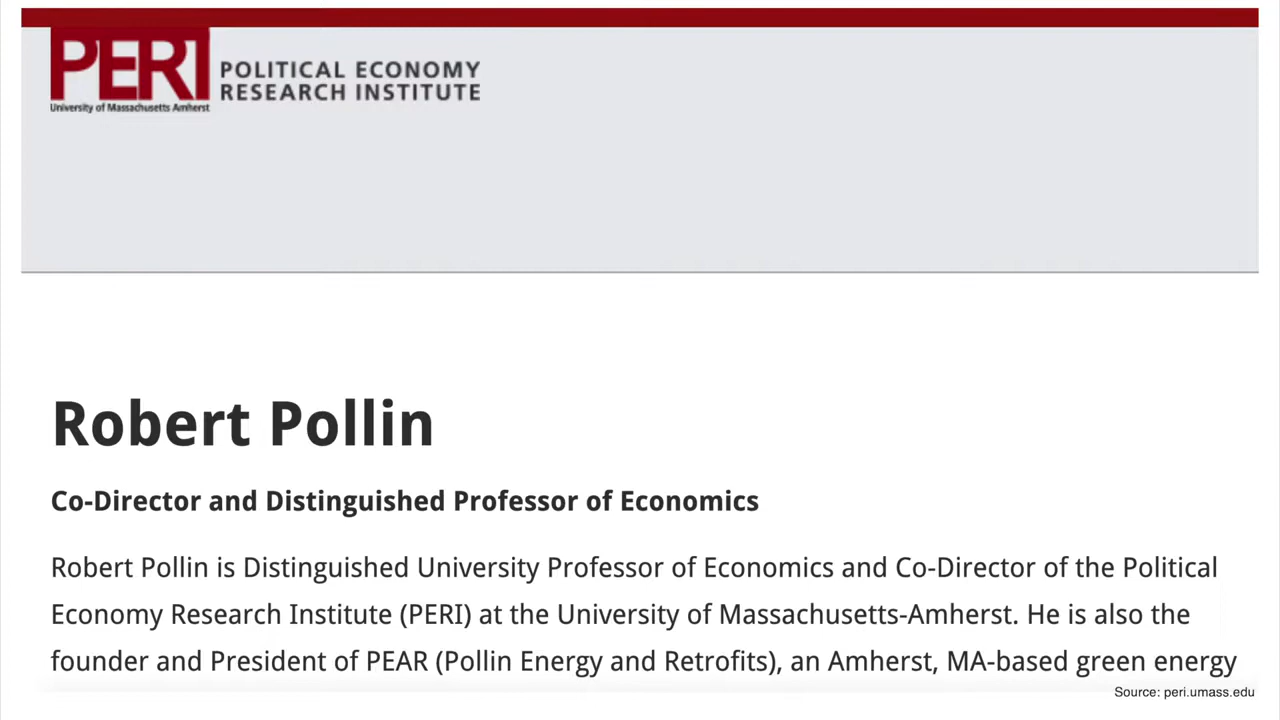 PERI
University of Massachusetts Amherst
POLITICAL ECONOMY
RESEARCH INSTITUTE
Robert Pollin
Co-Director and Distinguished Professor of Economics
Robert Pollin is Distinguished University Professor of Economics and Co-Director of the Political
Economy Research Institute (PERI) at the University of Massachusetts-Amherst. He is also the
founder and President of PEAR (Pollin Energy and Retrofits), an Amherst, MA-based green energy
Source: peri.umass.edu